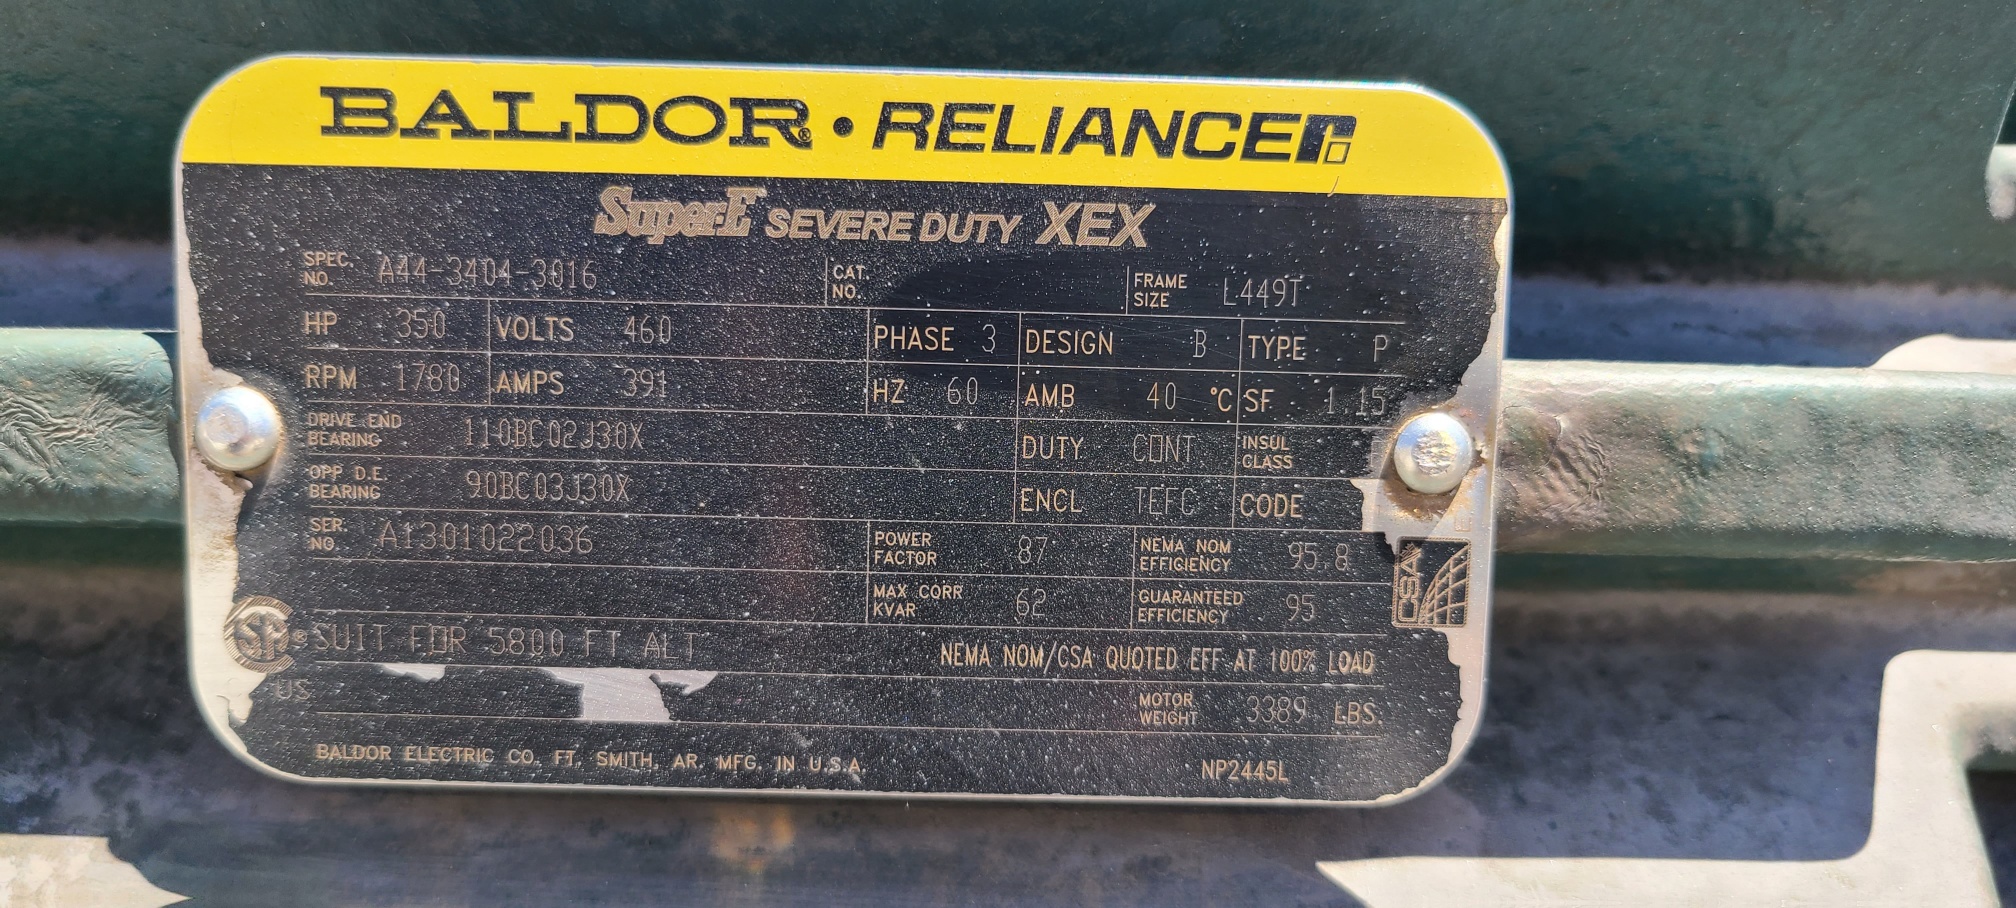 BALDOR® • RELIANCE
Super-E SEVERE DUTY XEX
SPEC. NO. A44-3404-3016 CAT. NO. FRAME SIZE L449T
HP 350 VOLTS 460 PHASE 3 DESIGN B TYPE P
RPM 1780 AMPS 391 HZ 60 AMB 40 °C SF 1.15
DRIVE END BEARING 110BC02J30X DUTY CONT INSUL CLASS
OPP D.E. BEARING 90BC03J30X ENCL TEFC CODE
SER. NO. A1301022036 POWER FACTOR 87 NEMA NOM EFFICIENCY 95.8
MAX CORR KVAR 62 GUARANTEED EFFICIENCY 95
CSA
SA®
SUIT FOR 5800 FT ALT NEMA NOM/CSA QUOTED EFF AT 100% LOAD
US
MOTOR WEIGHT 3389 LBS.
BALDOR ELECTRIC CO. FT. SMITH, AR. MFG. IN U.S.A. NP2445L